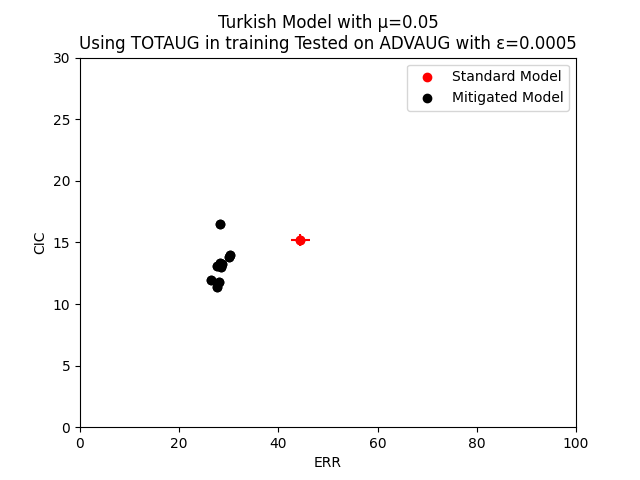 Turkish Model with μ=0.05
Using TOTAUG in training Tested on ADVAUG with ε=0.0005
Standard Model
Mitigated Model
30
25
20
15
10
5
0
CIC
0 20 40 60 80 100
ERR